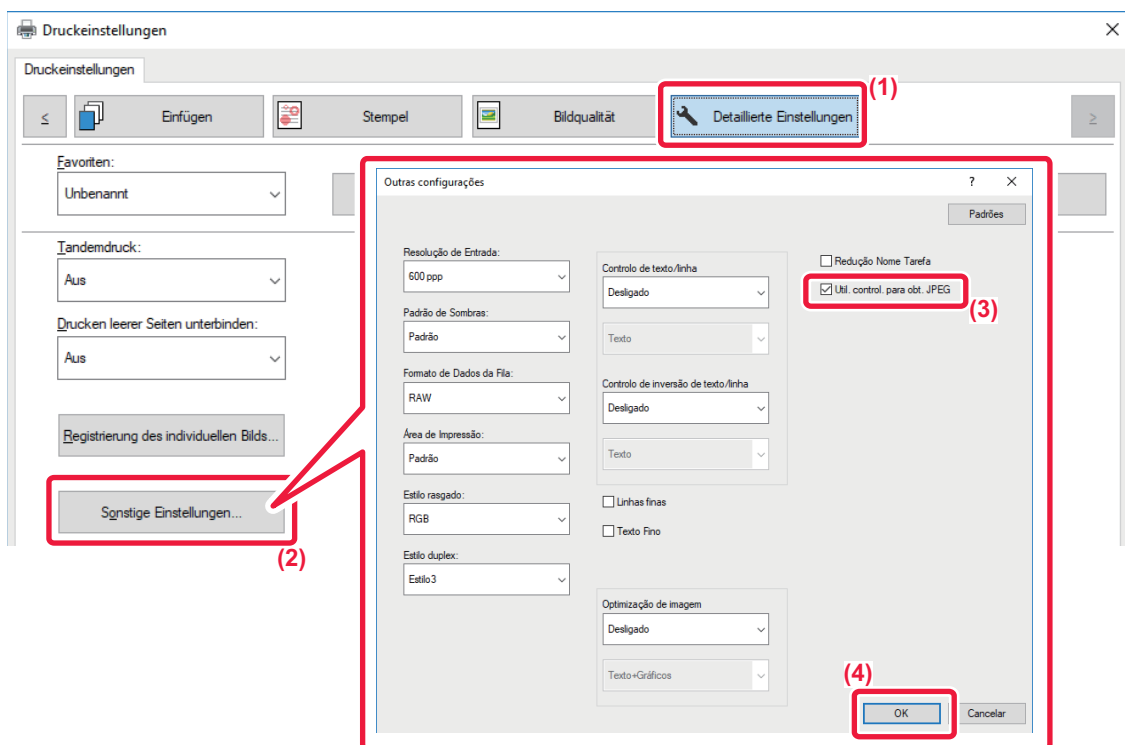 Druckeinstellungen
Druckeinstellungen
(1)
<
Einfügen
Stempel
Bildqualität
Detaillierte Einstellungen
>
Favoriten:
Unbenannt
Tandemdruck:
Aus
Drucken leerer Seiten unterbinden:
Aus
Registrierung des individuellen Bilds...
Sonstige Einstellungen...
(2)
Outras configurações
?
Padrões
Resolução de Entrada:
600 ppp
Padrão de Sombras:
Padrão
Formato de Dados da Fila:
RAW
Área de Impressão:
Padrão
Estilo rasgado:
RGB
Estilo duplex:
Estilo3
Controlo de texto/linha
Desligado
Texto
Controlo de inversão de texto/linha
Desligado
Texto
Linhas finas
Texto Fino
Optimização de imagem
Desligado
Texto+Gráficos
Redução Nome Tarefa
Util. control. para obt. JPEG
(3)
(4)
OK
Cancelar